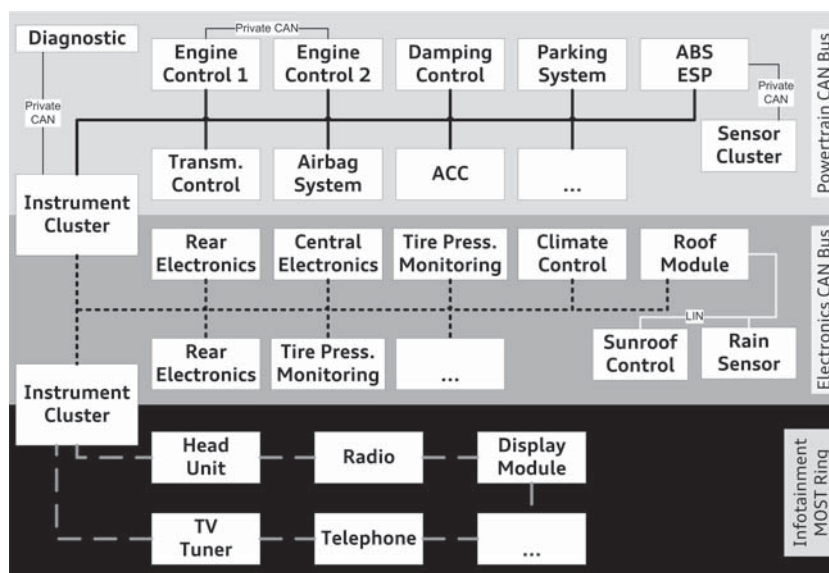 Diagnostic
Private CAN
Engine
Control 1
Engine
Control 2
Damping
Control
Parking
System
ABS
ESP
Private
CAN
Private
CAN
Sensor
Cluster
Transm.
Control
Airbag
System
ACC
...
Powertrain CAN Bus
Instrument
Cluster
Rear
Electronics
Central
Electronics
Tire Press.
Monitoring
Climate
Control
Roof
Module
LIN
Sunroof
Control
Rain
Sensor
Rear
Electronics
Tire Press.
Monitoring
...
Electronics CAN Bus
Instrument
Cluster
Head
Unit
Radio
Display
Module
TV
Tuner
Telephone
...
Infotainment
MOST Ring